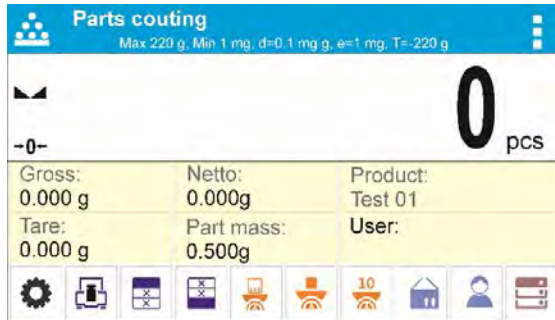 Parts couting
Max 220 g, Min 1 mg, d=0.1 mg g, e=1 mg, T=-220 g
0 pcs
→0←
Gross: Netto: Product:
0.000 g 0.000g Test 01
Tare: Part mass: User:
0.000 g 0.500g
10